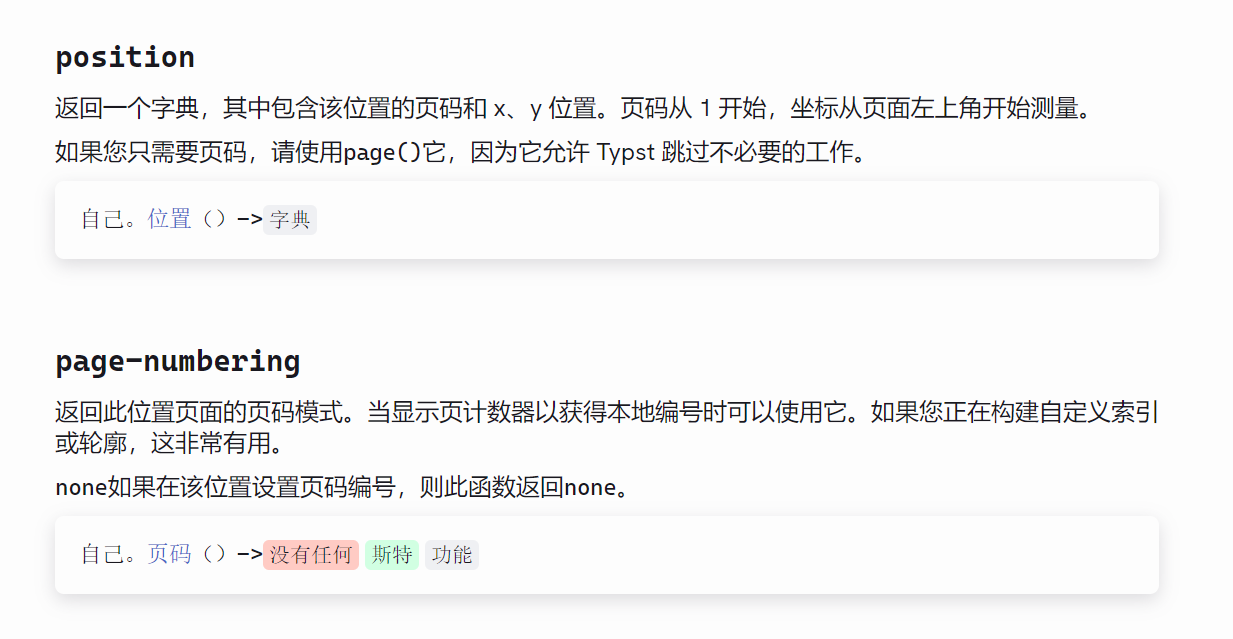 position
返回一个字典，其中包含该位置的页码和 x、y 位置。页码从 1 开始，坐标从页面左上角开始测量。
如果您只需要页码，请使用page()它，因为它允许 Typst 跳过不必要的工作。
自己。位置（）->字典
page-numbering
返回此位置页面的页码模式。当显示页计数器以获得本地编号时可以使用它。如果您正在构建自定义索引
或轮廓，这非常有用。
none如果在该位置设置页码编号，则此函数返回none。
自己。页码（）->没有任何 斯特 功能